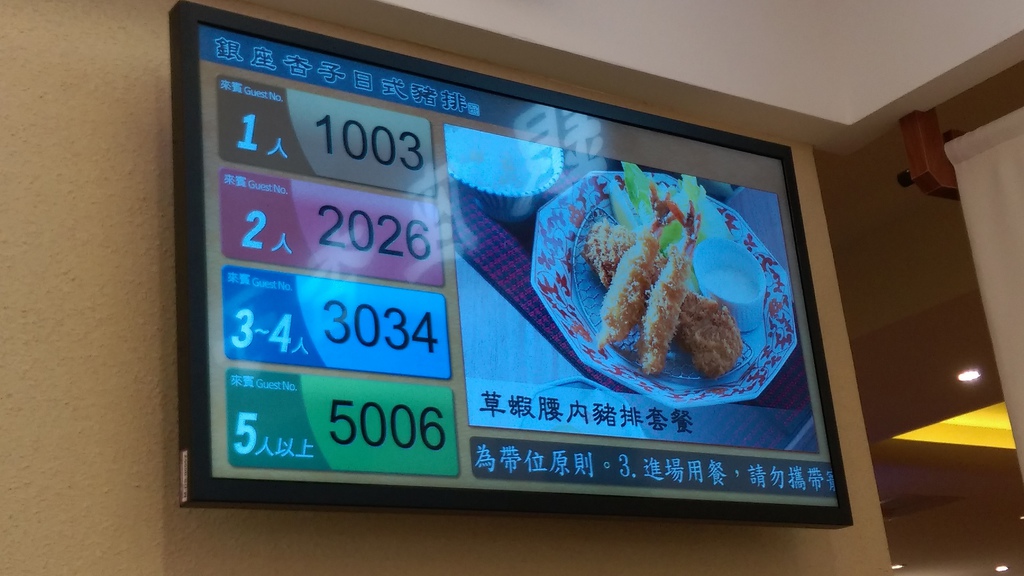 銀座杏子日式豬排
來賓 Guest No.
1人 1003
來賓 Guest No.
2人 2026
來賓 Guest No.
3~4人 3034
來賓 Guest No.
5人以上 5006
草蝦腰內豬排套餐
為帶位原則。3. 進場用餐，請勿攜帶